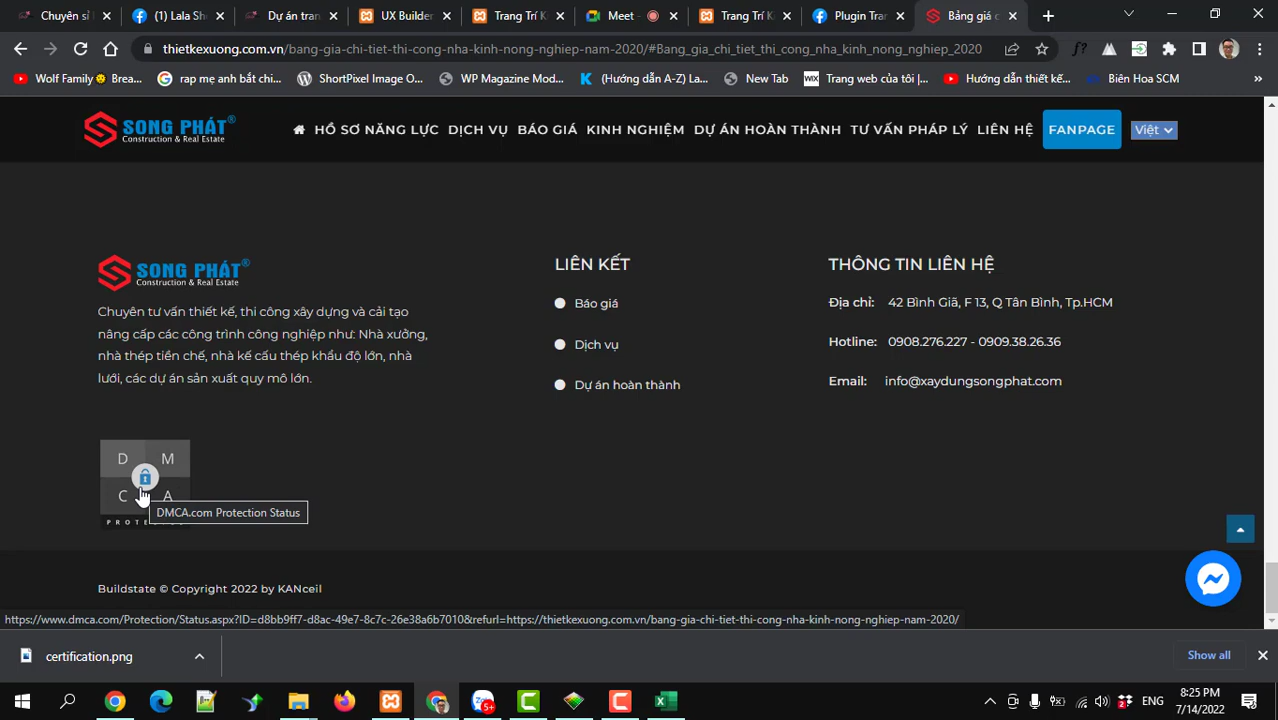 Chuyên sỉ
(1) Lala Sh
Dự án tran
UX Builder
Trang Trí K
Meet -
Trang Trí K
Plugin Tra
Bảng giá c
thietkexuong.com.vn/bang-gia-chi-tiet-thi-cong-nha-kinh-nong-nghiep-nam-2020/#Bang_gia_chi_tiet_thi_cong_nha_kinh_nong_nghiep_2020
Wolf Family Brea...
rap mẹ anh bắt chi...
ShortPixel Image O...
WP Magazine Mod...
(Hướng dẫn A-Z) La...
New Tab
WIX Trang web của tôi |...
Hướng dẫn thiết kế...
Biên Hoa SCM
SONG PHÁT®
Construction & Real Estate
HỒ SƠ NĂNG LỰC DỊCH VỤ BÁO GIÁ KINH NGHIỆM DỰ ÁN HOÀN THÀNH TƯ VẤN PHÁP LÝ LIÊN HỆ FANPAGE Việt
SONG PHÁT®
Construction & Real Estate
Chuyên tư vấn thiết kế, thi công xây dựng và cải tạo
nâng cấp các công trình công nghiệp như: Nhà xưởng,
nhà thép tiền chế, nhà kế cấu thép khẩu độ lớn, nhà
lưới, các dự án sản xuất quy mô lớn.
LIÊN KẾT
Báo giá
Dịch vụ
Dự án hoàn thành
THÔNG TIN LIÊN HỆ
Địa chỉ: 42 Bình Giã, F 13, Q Tân Bình, Tp.HCM
Hotline: 0908.276.227 - 0909.38.26.36
Email: info@xaydungsongphat.com
D M
C A
DMCA.com Protection Status
Buildstate © Copyright 2022 by KANceil
https://www.dmca.com/Protection/Status.aspx?ID=d8bb9ff7-d8ac-49e7-8c7c-26e38a6b7010&refurl=https://thietkexuong.com.vn/bang-gia-chi-tiet-thi-cong-nha-kinh-nong-nghiep-nam-2020/
certification.png
Show all
5+
2
ENG
8:25 PM
7/14/2022
2